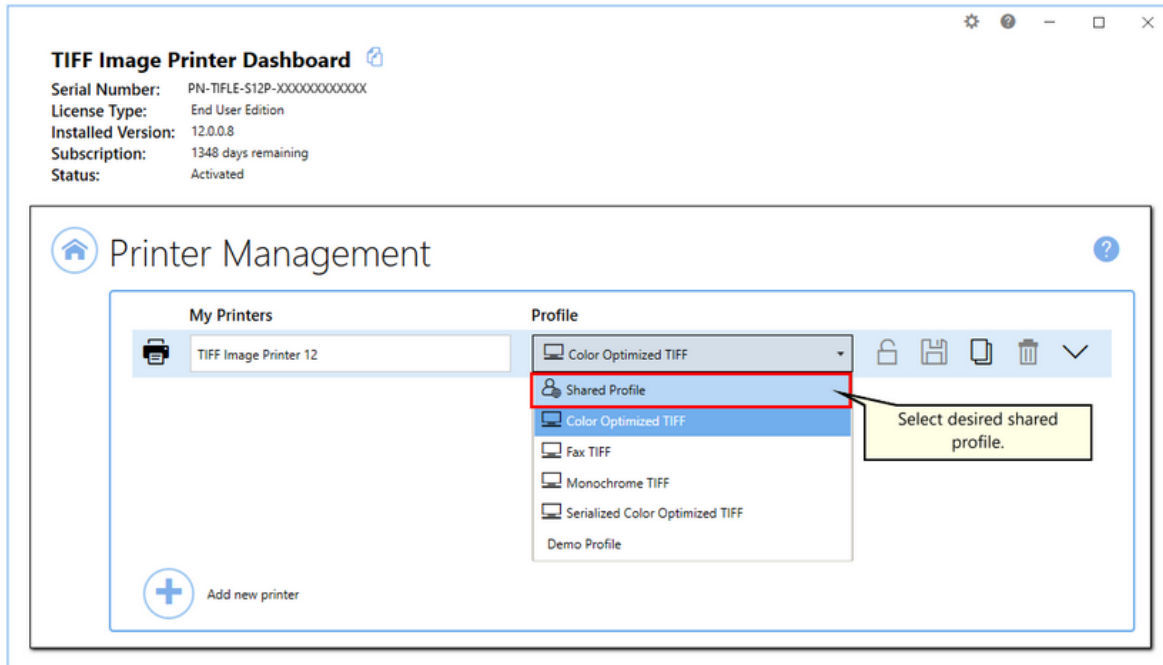 TIFF Image Printer Dashboard
Serial Number: PN-TIFLE-S12P-XXXXXXXXXXXX
License Type: End User Edition
Installed Version: 12.0.0.8
Subscription: 1348 days remaining
Status: Activated
Printer Management
?
My Printers Profile
TIFF Image Printer 12 Color Optimized TIFF
Shared Profile
Color Optimized TIFF
Fax TIFF
Monochrome TIFF
Serialized Color Optimized TIFF
Demo Profile
Select desired shared
profile.
Add new printer